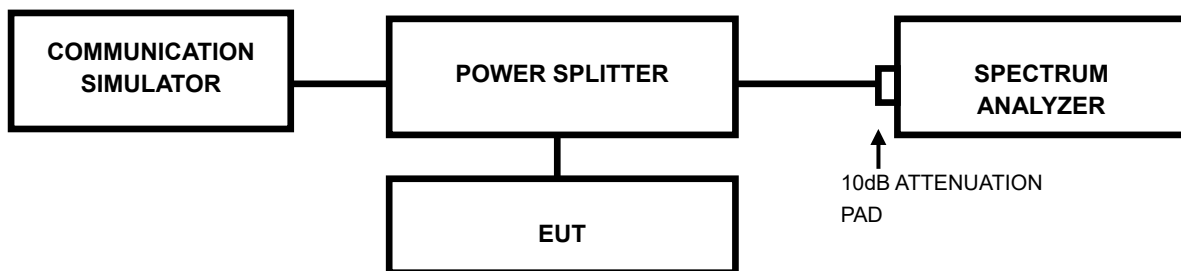 COMMUNICATION
SIMULATOR
POWER SPLITTER
SPECTRUM
ANALYZER
10dB ATTENUATION
PAD
EUT